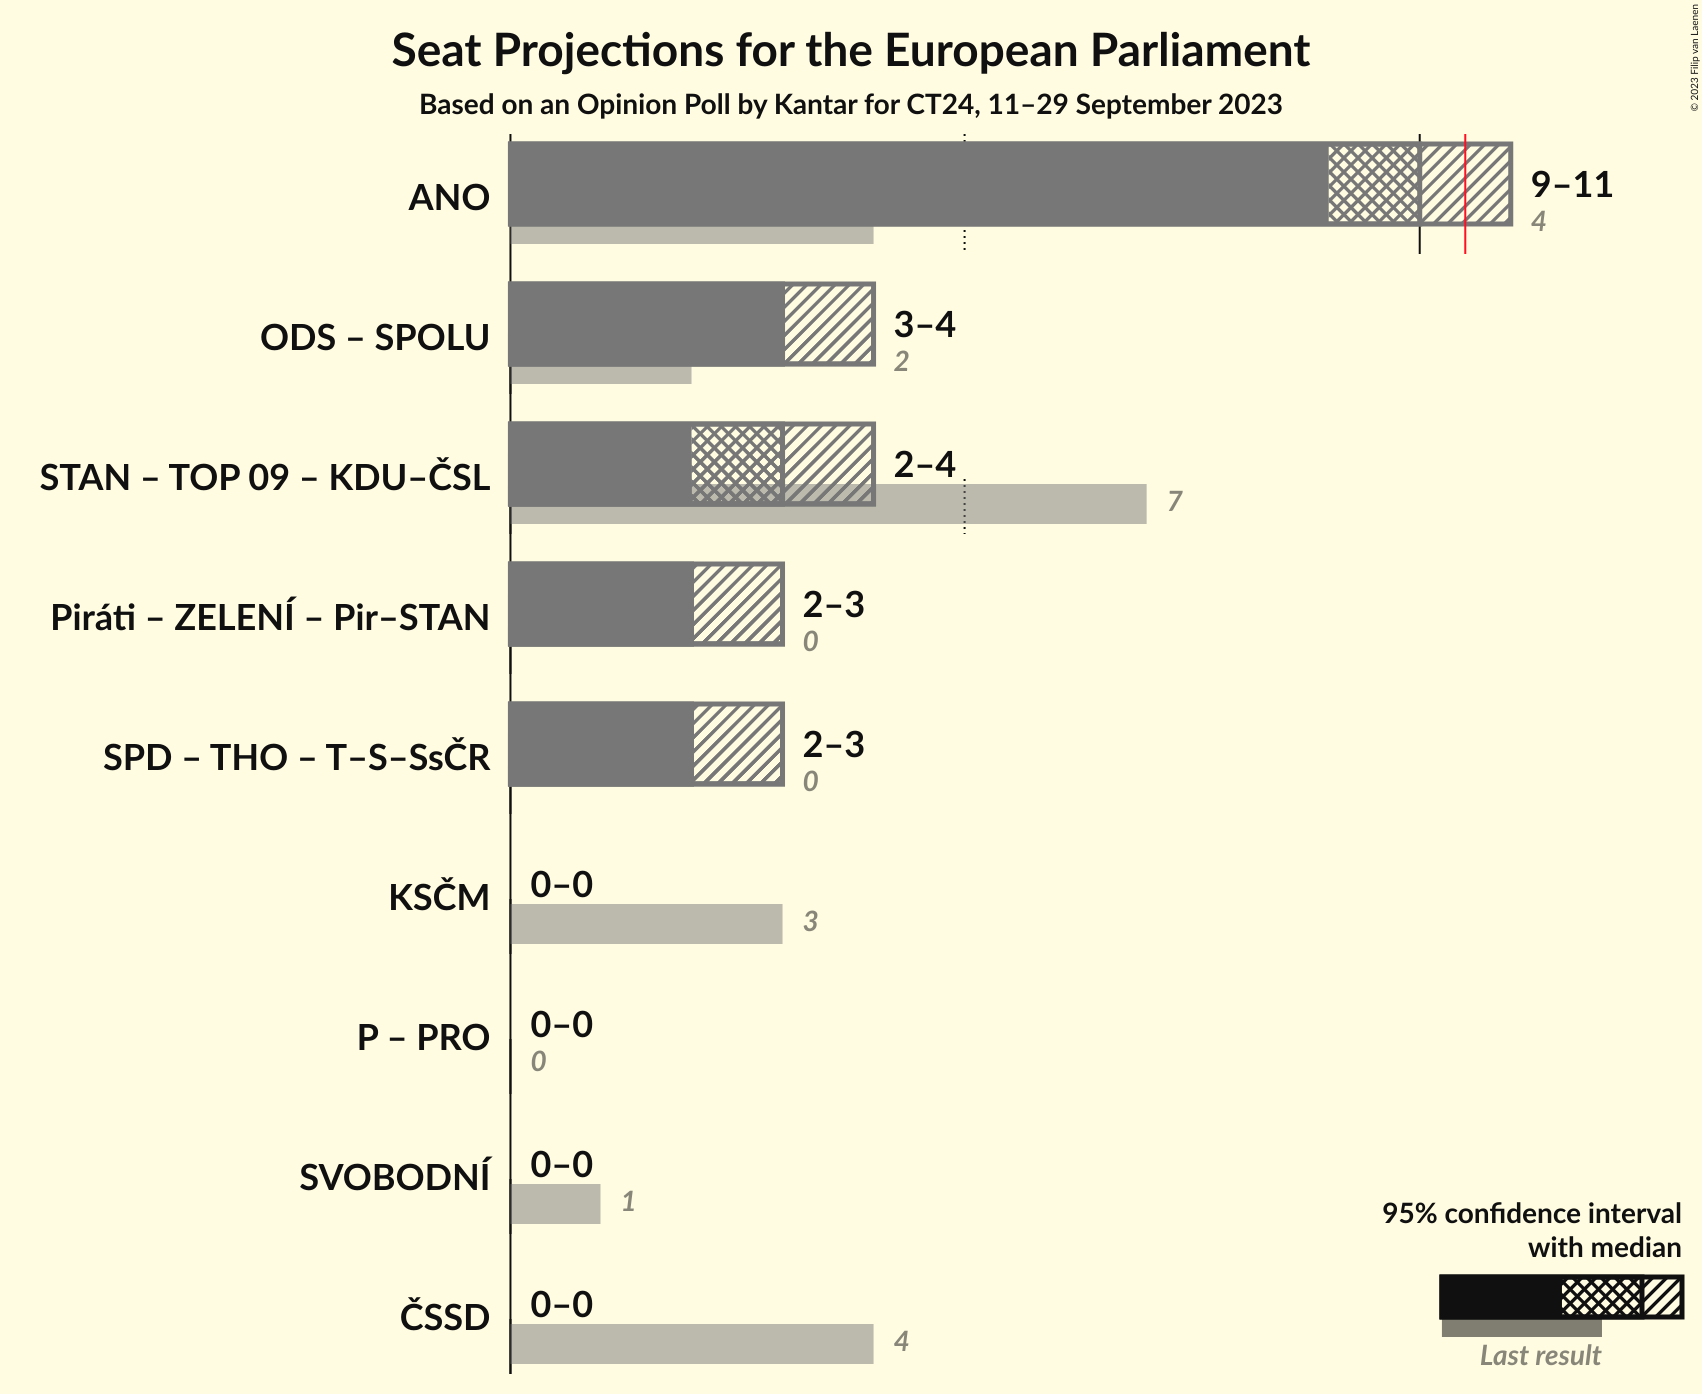 Seat Projections for the European Parliament
Based on an Opinion Poll by Kantar for CT24, 11–29 September 2023
© 2023 Filip van Laenen
ANO
9–11
4
ODS – SPOLU
3–4
2
STAN – TOP 09 – KDU–ČSL
2–4
7
Piráti – ZELENÍ – Pir–STAN
2–3
0
SPD – THO – T–S–SsČR
2–3
0
KSČM
0–0
3
P – PRO
0–0
0
SVOBODNÍ
0–0
1
ČSSD
0–0
4
95% confidence interval
with median
Last result